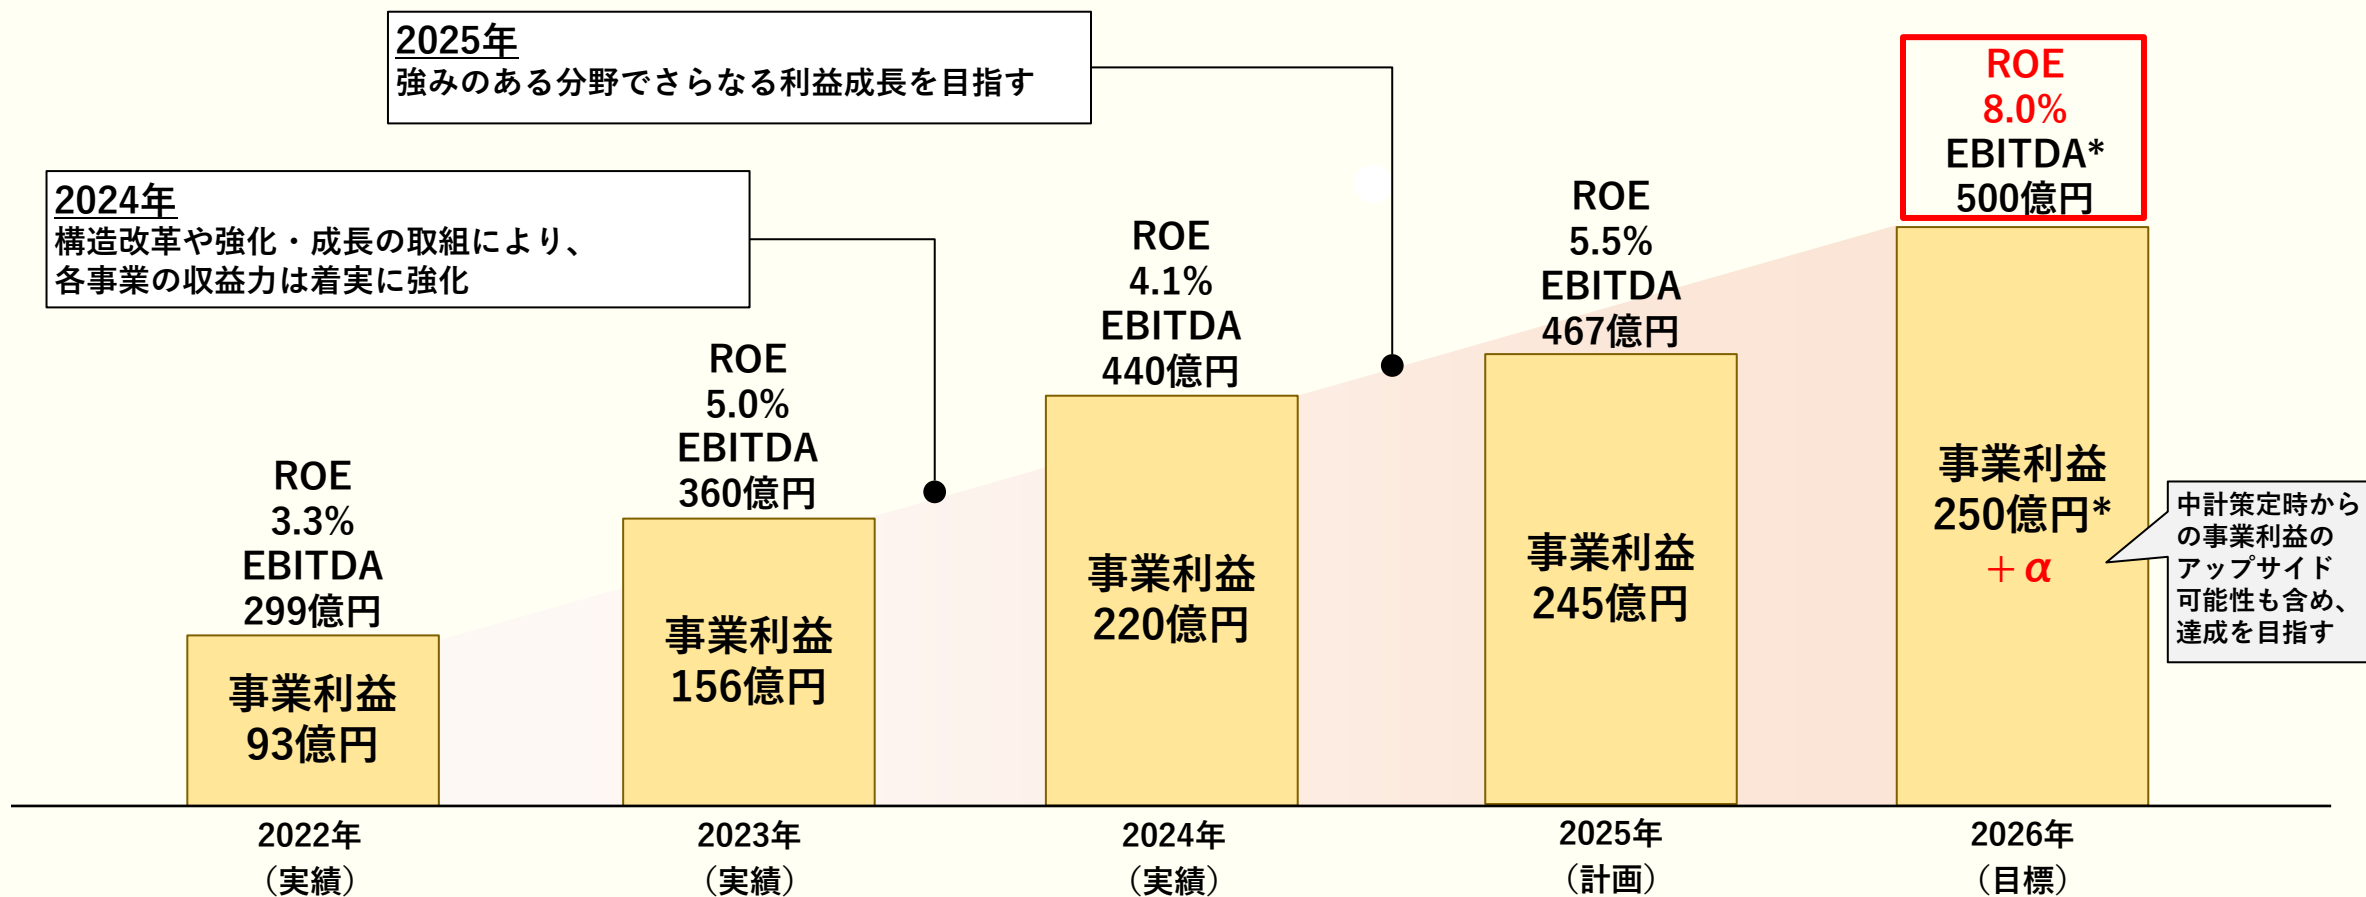 2025年
強みのある分野でさらなる利益成長を目指す
2024年
構造改革や強化・成長の取組により、
各事業の収益力は着実に強化
ROE
3.3%
EBITDA
299億円
事業利益
93億円
2022年
（実績）
ROE
5.0%
EBITDA
360億円
事業利益
156億円
2023年
（実績）
ROE
4.1%
EBITDA
440億円
事業利益
220億円
2024年
（実績）
ROE
5.5%
EBITDA
467億円
事業利益
245億円
2025年
（計画）
ROE
8.0%
EBITDA*
500億円
事業利益
250億円*
＋α
2026年
（目標）
中計策定時から
の事業利益の
アップサイド
可能性も含め、
達成を目指す